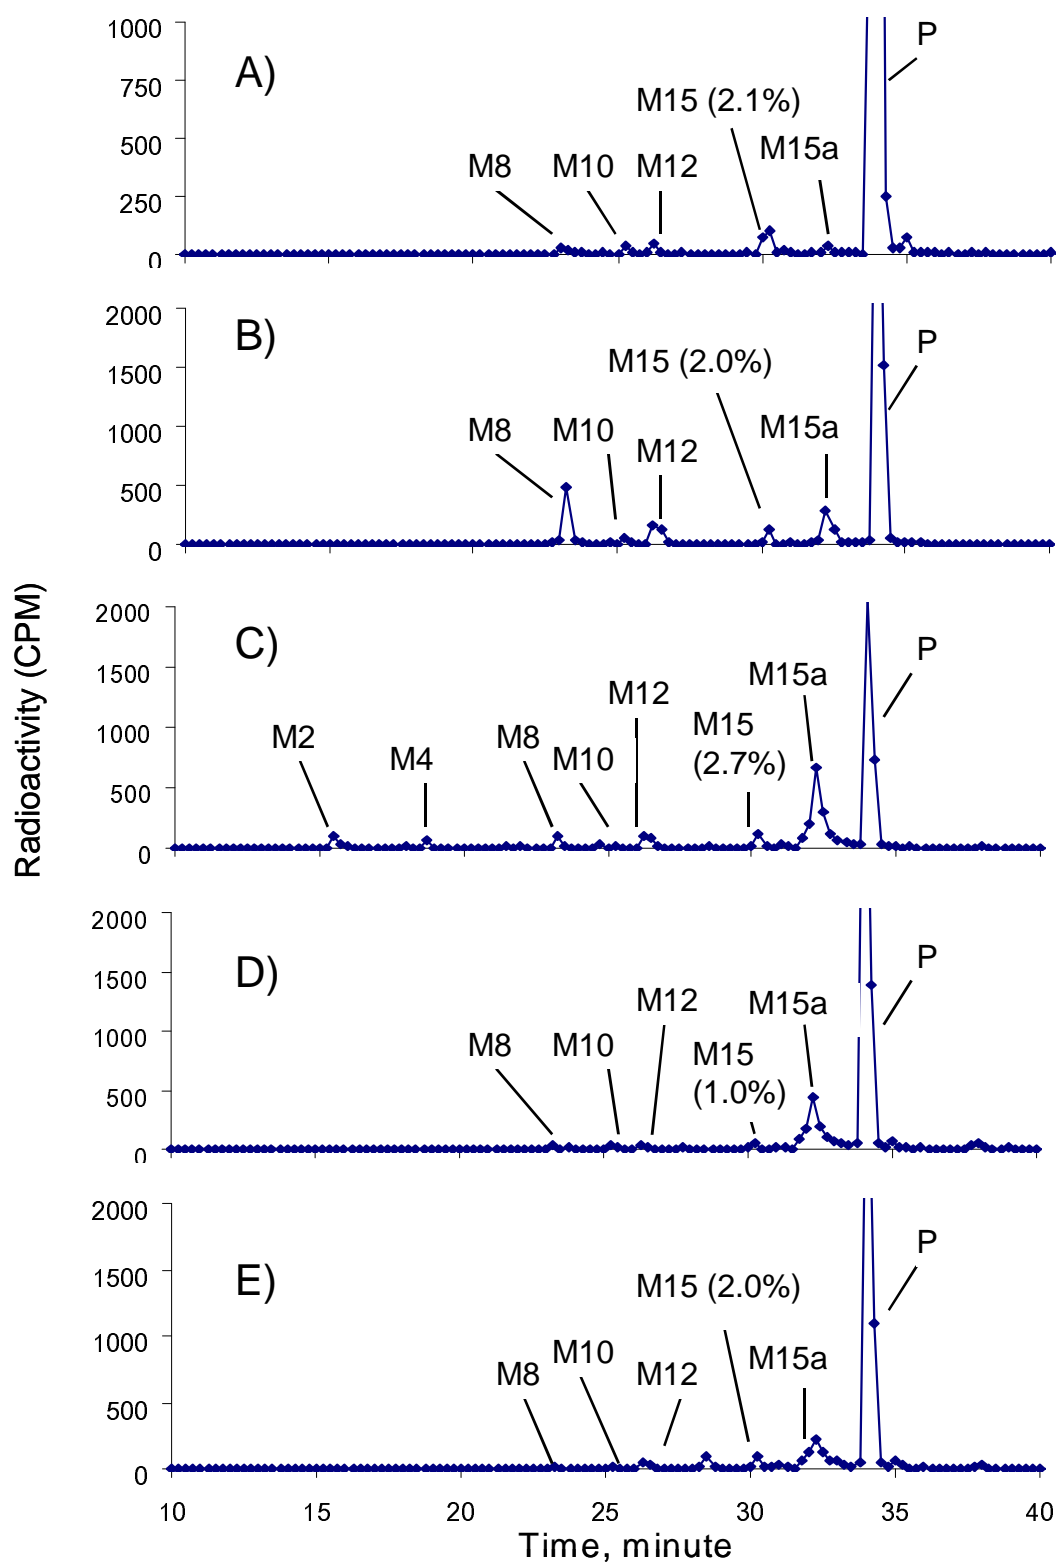 1000
750
500
250
0
A)
M8
M10
M12
M15 (2.1%)
M15a
P
2000
1500
1000
500
0
B)
M8
M10
M12
M15 (2.0%)
M15a
P
Radioactivity (CPM)
2000
1500
1000
500
0
C)
M2
M4
M8
M10
M12
M15
(2.7%)
M15a
P
2000
1500
1000
500
0
D)
M8
M10
M12
M15
(1.0%)
M15a
P
2000
1500
1000
500
0
E)
M8
M10
M12
M15 (2.0%)
M15a
P
10 15 20 25 30 35 40
Time, minute